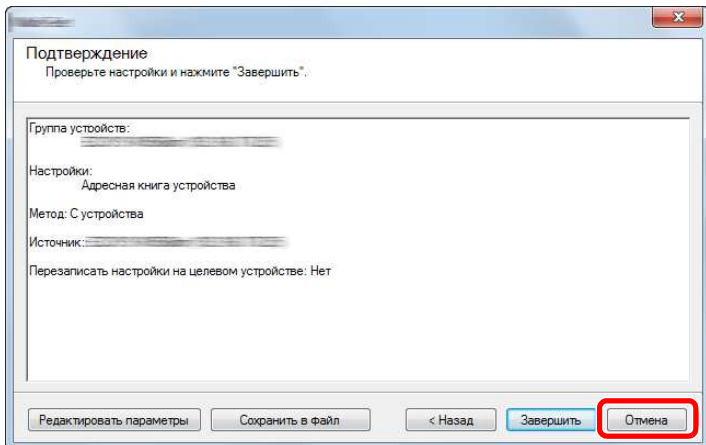 Подтверждение
Проверьте настройки и нажмите "Завершить".
Группа устройств:
Настройки:
Адресная книга устройства
Метод: С устройства
Источник:
Перезаписать настройки на целевом устройстве: Нет
Редактировать параметры Сохранить в файл < Назад Завершить Отмена